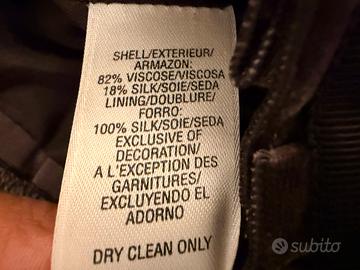 SHELL/EXTERIEUR/
ARMAZON:
82% VISCOSE/VISCOSA
18% SILK/SOIE/SEDA
LINING/DOUBLURE/
FORRO:
100% SILK/SOIE/SEDA
EXCLUSIVE OF
DECORATION/
A L'EXCEPTION DES
GARNITURES/
EXCLUYENDO EL
ADORNO
DRY CLEAN ONLY
subito